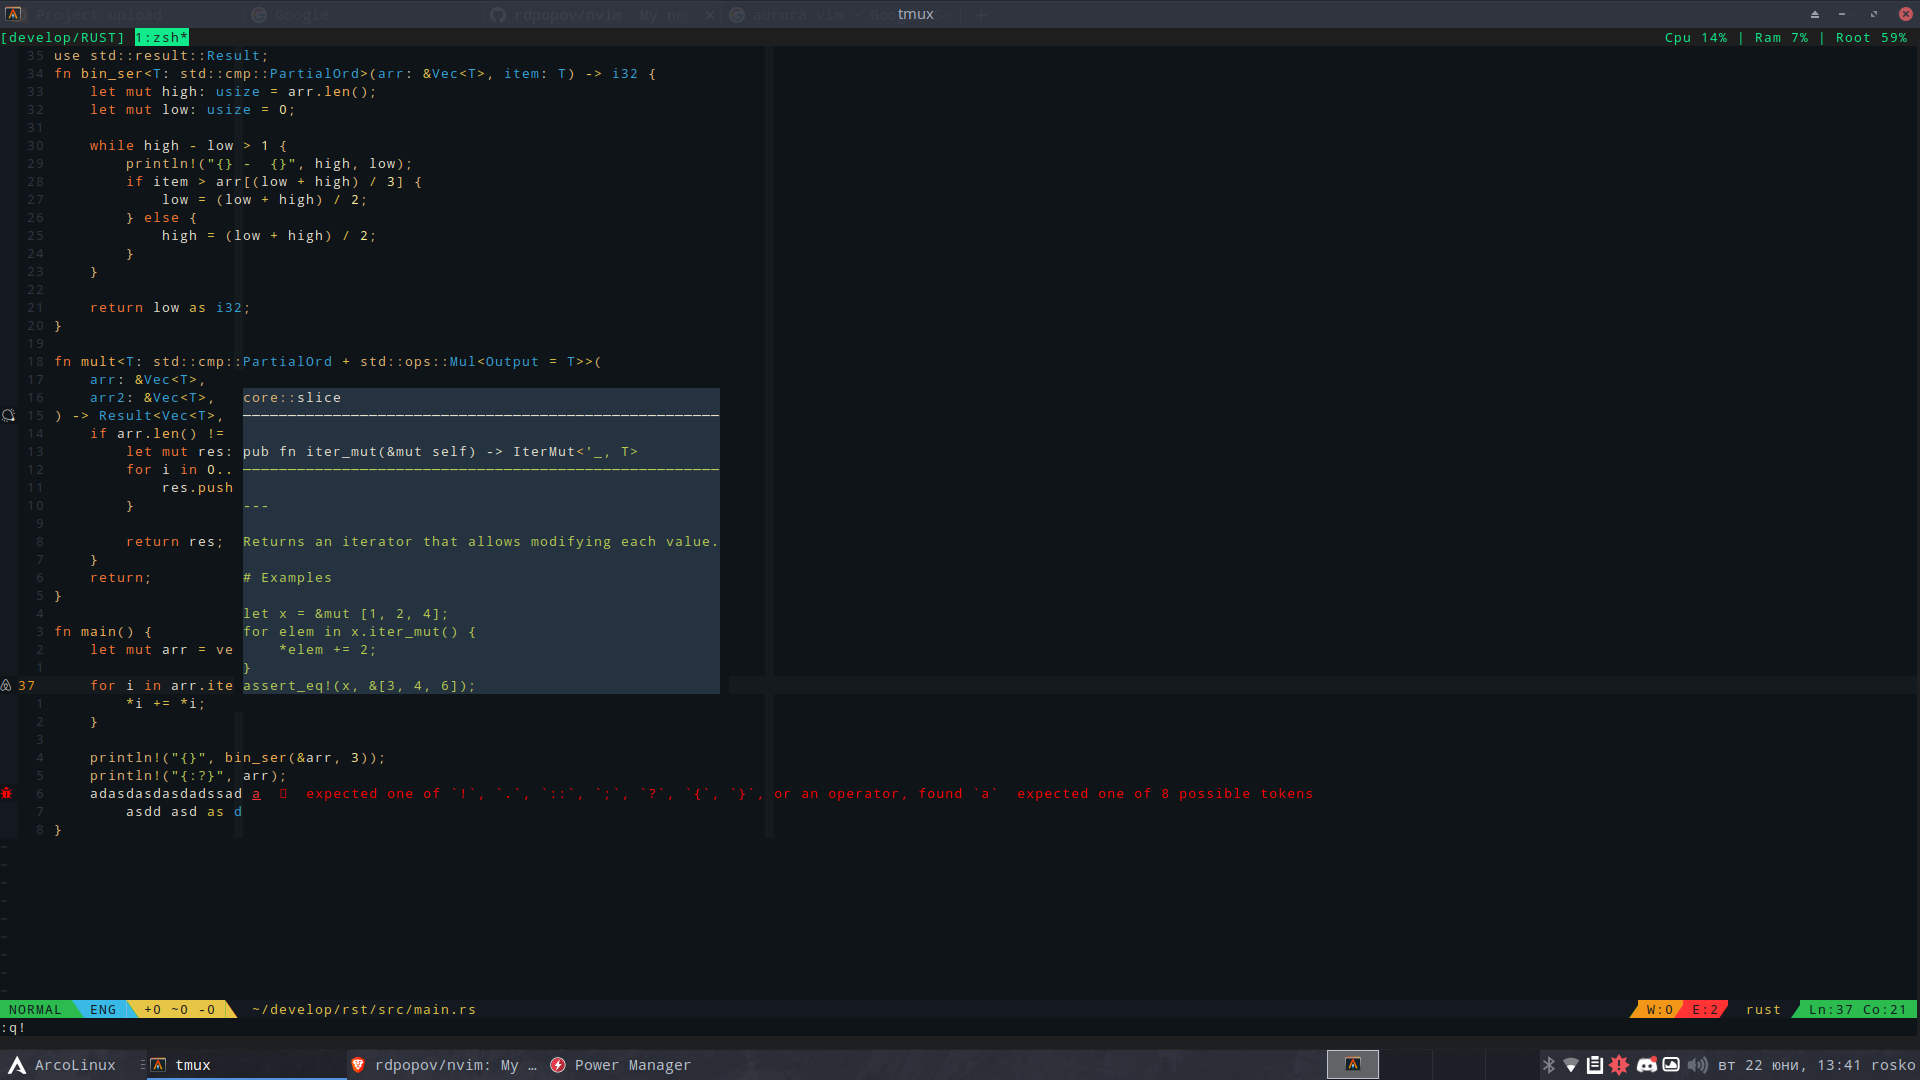 Project upload Google rdpopov/nvim: My ne × aurora vim - Goo tmux
[develop/RUST] 1:zsh* Cpu 14% | Ram 7% | Root 59%
35 use std::result::Result;
34 fn bin_ser<T: std::cmp::PartialOrd>(arr: &Vec<T>, item: T) -> i32 {
33     let mut high: usize = arr.len();
32     let mut low: usize = 0;
31
30     while high - low > 1 {
29         println!("{} -  {}", high, low);
28         if item > arr[(low + high) / 3] {
27             low = (low + high) / 2;
26         } else {
25             high = (low + high) / 2;
24         }
23     }
22
21     return low as i32;
20 }
19
18 fn mult<T: std::cmp::PartialOrd + std::ops::Mul<Output = T>>(
17     arr: &Vec<T>,
16     arr2: &Vec<T>, core::slice
15 ) -> Result<Vec<T>,
14     if arr.len() !=
13         let mut res: pub fn iter_mut(&mut self) -> IterMut<'_, T>
12         for i in 0..
11             res.push
10         } ---
9
8         return res; Returns an iterator that allows modifying each value.
7     }
6     return; # Examples
5 }
4 let x = &mut [1, 2, 4];
3 fn main() { for elem in x.iter_mut() {
2     let mut arr = ve     *elem += 2;
1 }
37     for i in arr.ite assert_eq!(x, &[3, 4, 6]);
1         *i += *i;
2     }
3
4     println!("{}", bin_ser(&arr, 3));
5     println!("{:?}", arr);
6     adasdasdasdadssad a expected one of `!`, `.`, `::`, `;`, `?`, `{`, `}`, or an operator, found `a`  expected one of 8 possible tokens
7         asdd asd as d
8 }
~
~
~
~
~
~
~
~
~
NORMAL ENG +0 ~0 -0 ~/develop/rst/src/main.rs W:0 E:2 rust Ln:37 Co:21
:q!
ArcoLinux tmux rdpopov/nvim: My … Power Manager вт 22 юни, 13:41 rosko